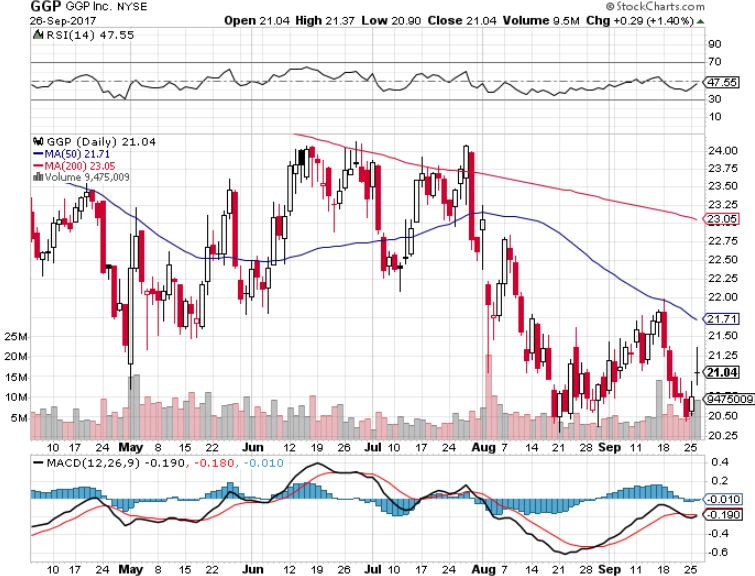 GGP GGP Inc. NYSE © StockCharts.com
26-Sep-2017 Open 21.04 High 21.37 Low 20.90 Close 21.04 Volume 9.5M Chg +0.29 (+1.40%)
RSI(14) 47.55
90
70
47.55
30
10
GGP (Daily) 21.04
MA(50) 21.71
MA(200) 23.05
Volume 9,475,009
24.00
23.75
23.50
23.25
23.05
22.75
22.50
22.25
22.00
21.71
21.50
21.25
21.04
9475009
20.50
20.25
25M
20M
15M
10M
5M
10 17 24 May 8 15 22 Jun 12 19 26 Jul 10 17 24 Aug 7 14 21 28 Sep 11 18 25
MACD(12,26,9) -0.190, -0.180, -0.010
0.4
0.2
-0.010
-0.190
-0.4
-0.6
10 17 24 May 8 15 22 Jun 12 19 26 Jul 10 17 24 Aug 7 14 21 28 Sep 11 18 25